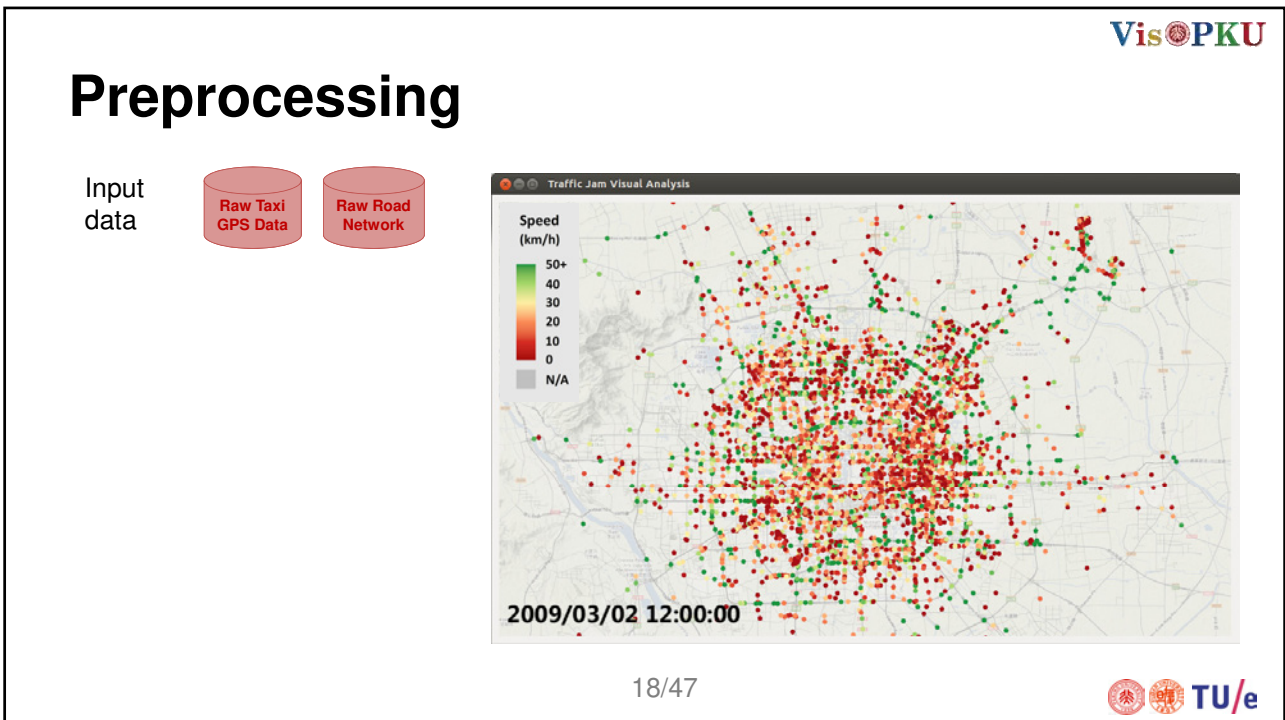 Vis PKU
Preprocessing
Input
data
Raw Taxi
GPS Data
Raw Road
Network
Traffic Jam Visual Analysis
Speed
(km/h)
50+
40
30
20
10
0
N/A
2009/03/02 12:00:00
18/47
TU/e